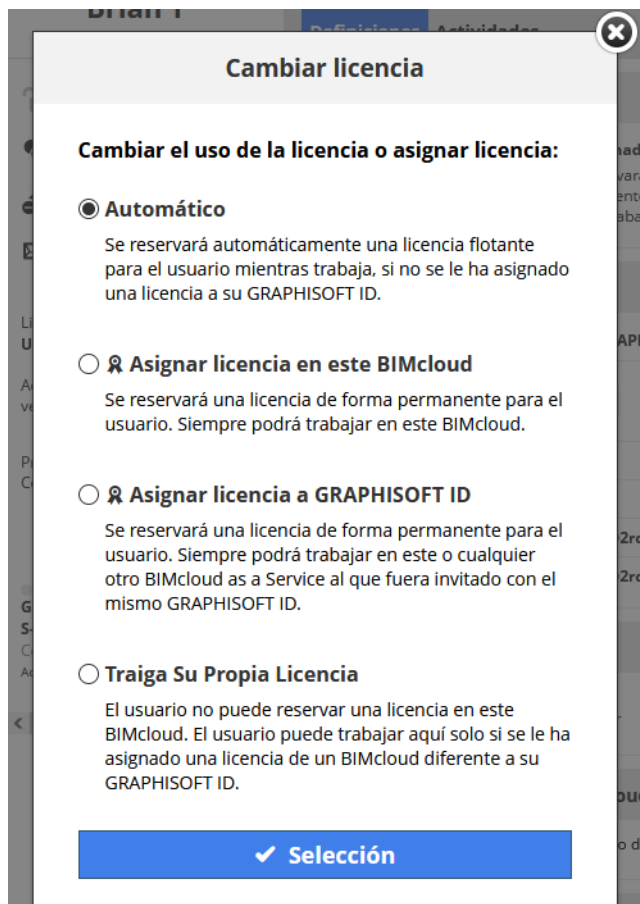 Brian
Definiciones Actividades
Cambiar licencia
Cambiar el uso de la licencia o asignar licencia:
Automático
Se reservará automáticamente una licencia flotante
para el usuario mientras trabaja, si no se le ha asignado
una licencia a su GRAPHISOFT ID.
Asignar licencia en este BIMcloud
Se reservará una licencia de forma permanente para el
usuario. Siempre podrá trabajar en este BIMcloud.
Asignar licencia a GRAPHISOFT ID
Se reservará una licencia de forma permanente para el
usuario. Siempre podrá trabajar en este o cualquier
otro BIMcloud as a Service al que fuera invitado con el
mismo GRAPHISOFT ID.
Traiga Su Propia Licencia
El usuario no puede reservar una licencia en este
BIMcloud. El usuario puede trabajar aquí solo si se le ha
asignado una licencia de un BIMcloud diferente a su
GRAPHISOFT ID.
Selección